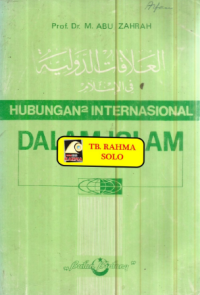 Prof. Dr. M. ABU ZAHRAH
العلاقات الدولية
في الإسلام
HUBUNGAN² INTERNASIONAL
DALAM ISLAM
TB. RAHMA
SOLO